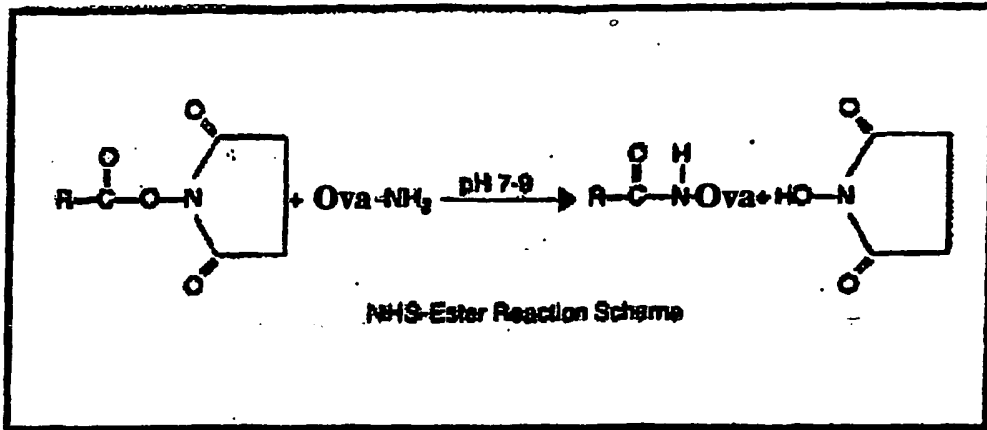 O O O H O
R-C-O-N + Ova-NH₂ pH 7-9 R-C-N-Ova + HO-N
O O
NHS-Ester Reaction Scheme